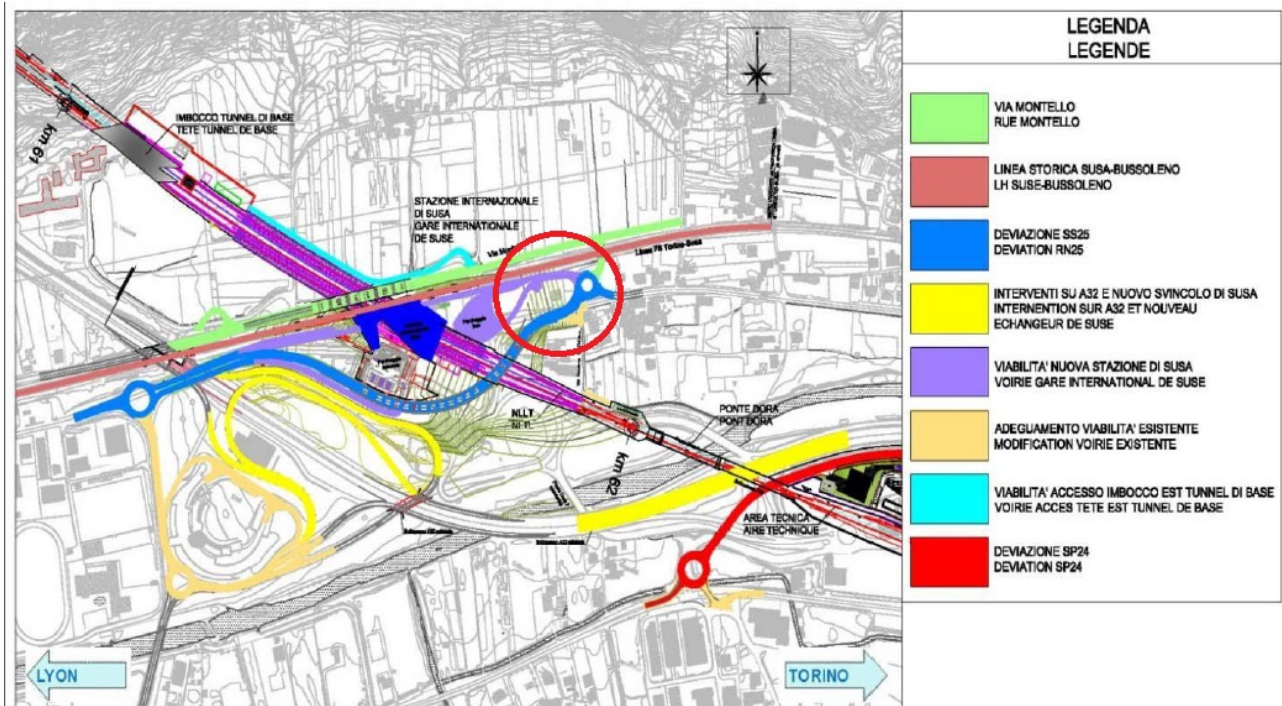 LEGENDA
LEGENDE
VIA MONTELLO
RUE MONTELLO
LINEA STORICA SUSA-BUSSOLENO
LH SUSE-BUSSOLENO
DEVIAZIONE SS25
DEVIATION RN25
INTERVENTI SU A32 E NUOVO SVINCOLO DI SUSA
INTERNENTION SUR A32 ET NOUVEAU
ECHANGEUR DE SUSE
VIABILITA' NUOVA STAZIONE DI SUSA
VOIRIE GARE INTERNATIONAL DE SUSE
ADEGUAMENTO VIABILITA' ESISTENTE
MODIFICATION VOIRIE EXISTENTE
VIABILITA' ACCESSO IMBOCCO EST TUNNEL DI BASE
VOIRIE ACCES TETE EST TUNNEL DE BASE
DEVIAZIONE SP24
DEVIATION SP24
IMBOCCO TUNNEL DI BASE
TETE TUNNEL DE BASE
km 61
STAZIONE INTERNAZIONALE
DI SUSA
GARE INTERNATIONALE
DE SUSE
Linea 78 Torino-Susa
NLLT
km 62
PONTE DORA
PONT DORA
AREA TECNICA
AIRE TECHNIQUE
LYON
TORINO